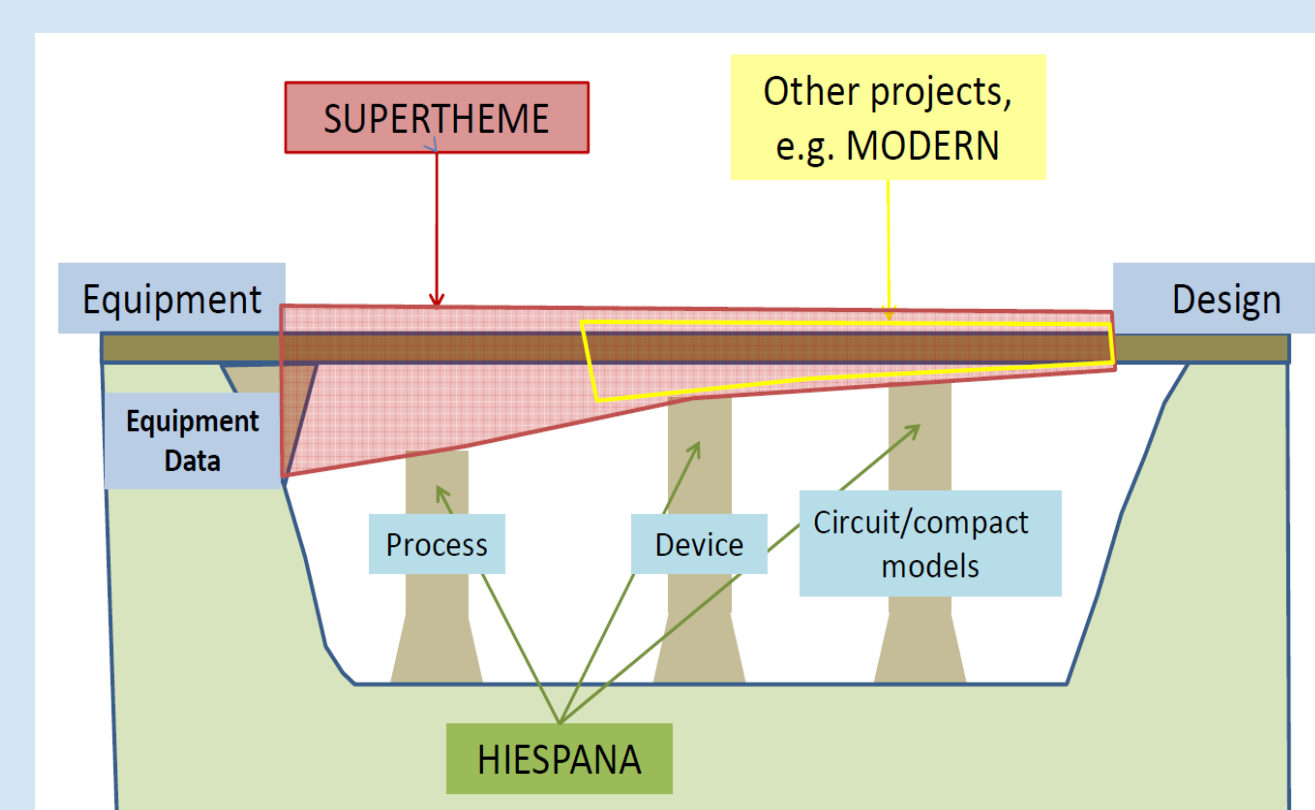 SUPERTHEME
Other projects,
e.g. MODERN
Equipment
Design
Equipment
Data
Process
Device
Circuit/compact
models
HIESPANA